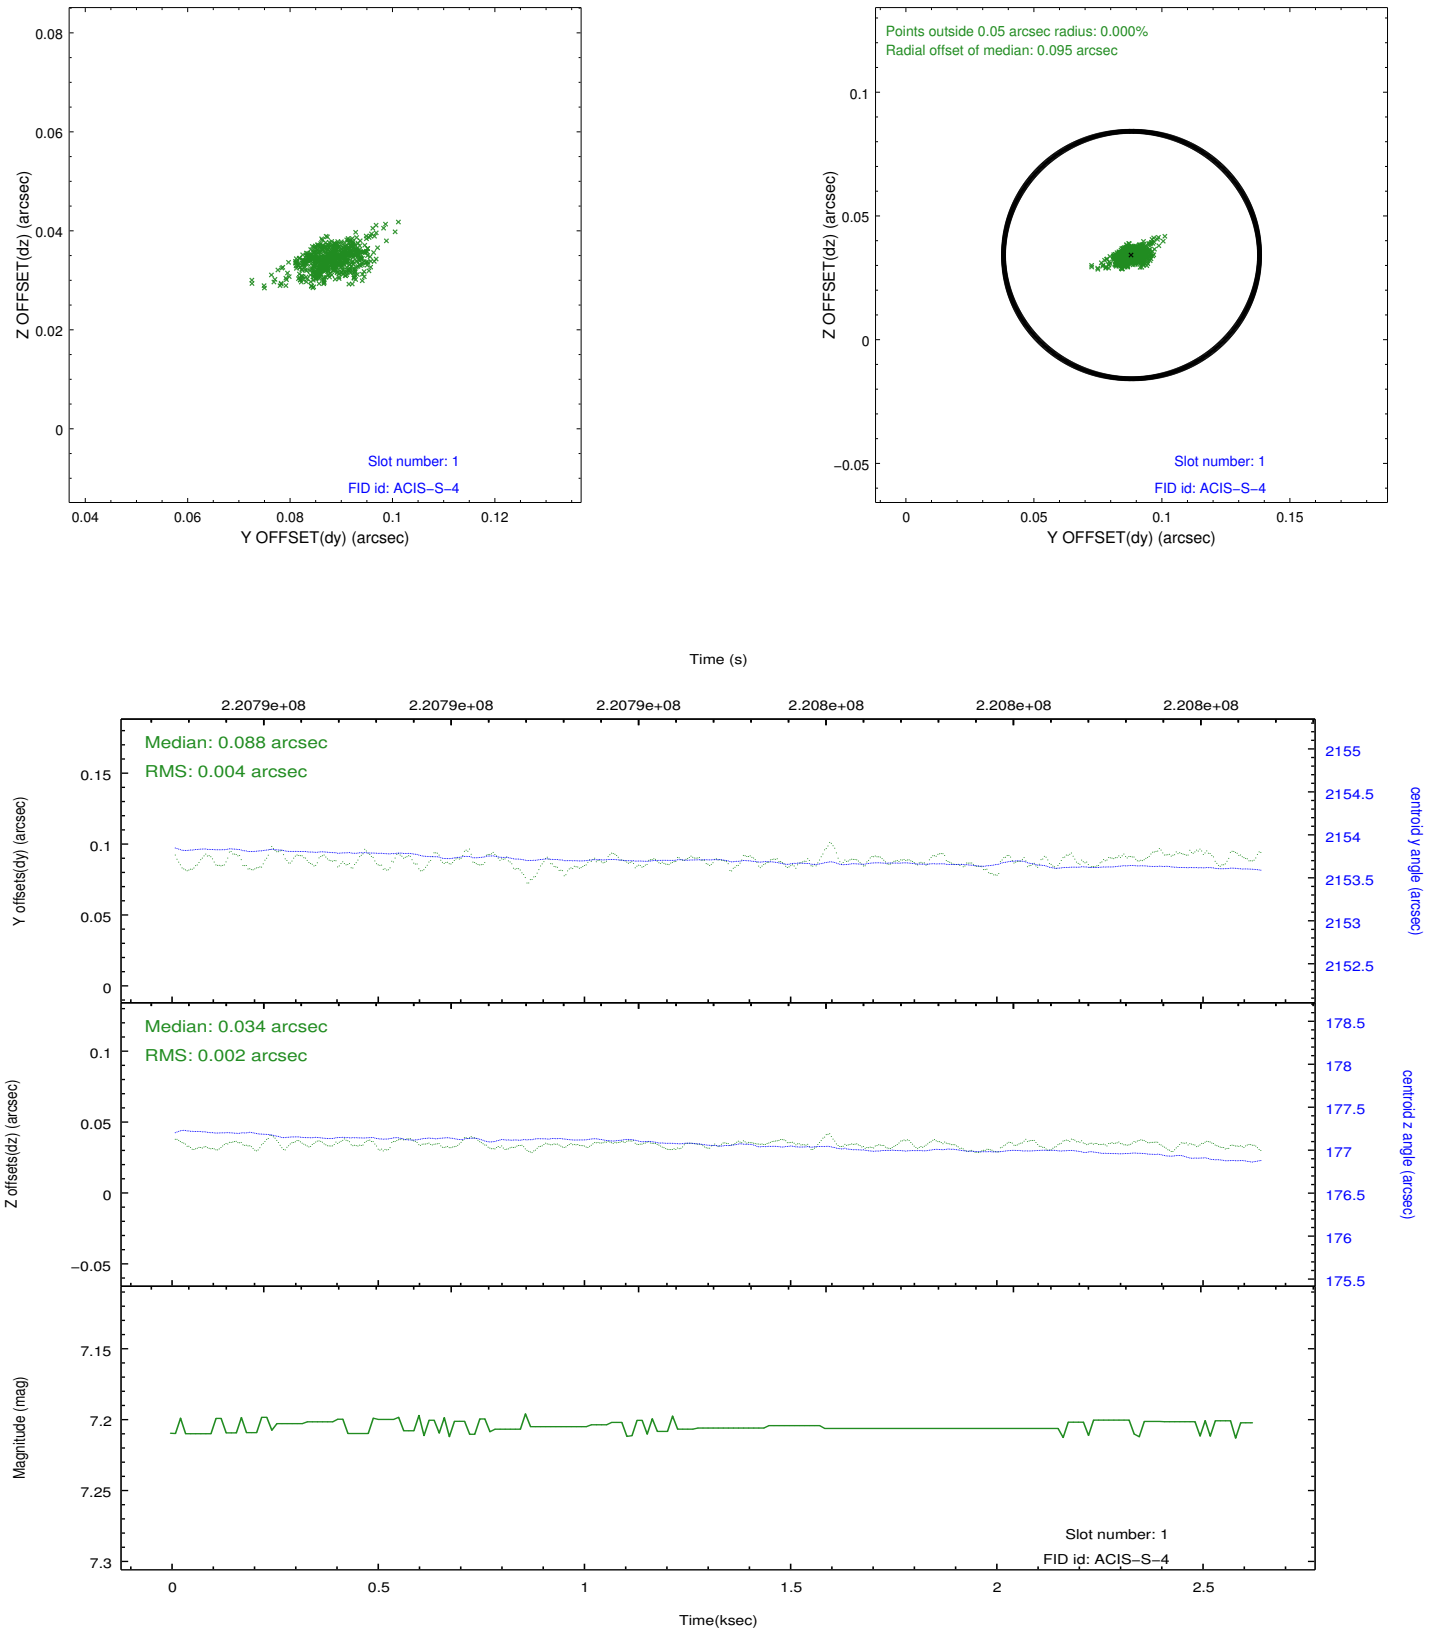 0.08
0.06
0.04
0.02
0
Z OFFSET(dz) (arcsec)
Slot number: 1
FID id: ACIS−S−4
0.04 0.06 0.08 0.1 0.12
Y OFFSET(dy) (arcsec)
Points outside 0.05 arcsec radius: 0.000%
Radial offset of median: 0.095 arcsec
0.1
0.05
0
−0.05
Z OFFSET(dz) (arcsec)
Slot number: 1
FID id: ACIS−S−4
0 0.05 0.1 0.15
Y OFFSET(dy) (arcsec)
Time (s)
2.2079e+08 2.2079e+08 2.2079e+08 2.208e+08 2.208e+08 2.208e+08
Median: 0.088 arcsec
RMS: 0.004 arcsec
0.15
0.1
0.05
0
Y offsets(dy) (arcsec)
2155
2154.5
2154
2153.5
2153
2152.5
centroid y angle (arcsec)
Median: 0.034 arcsec
RMS: 0.002 arcsec
0.1
0.05
0
−0.05
Z offsets(dz) (arcsec)
178.5
178
177.5
177
176.5
176
175.5
centroid z angle (arcsec)
7.15
7.2
7.25
7.3
Magnitude (mag)
Slot number: 1
FID id: ACIS−S−4
0 0.5 1 1.5 2 2.5
Time(ksec)